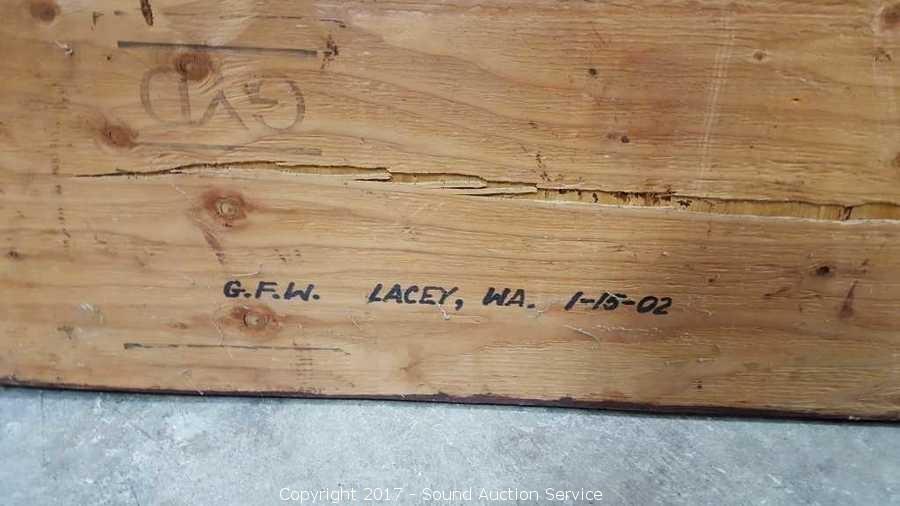 G.F.W. LACEY, WA. 1-15-02
Copyright 2017 - Sound Auction Service